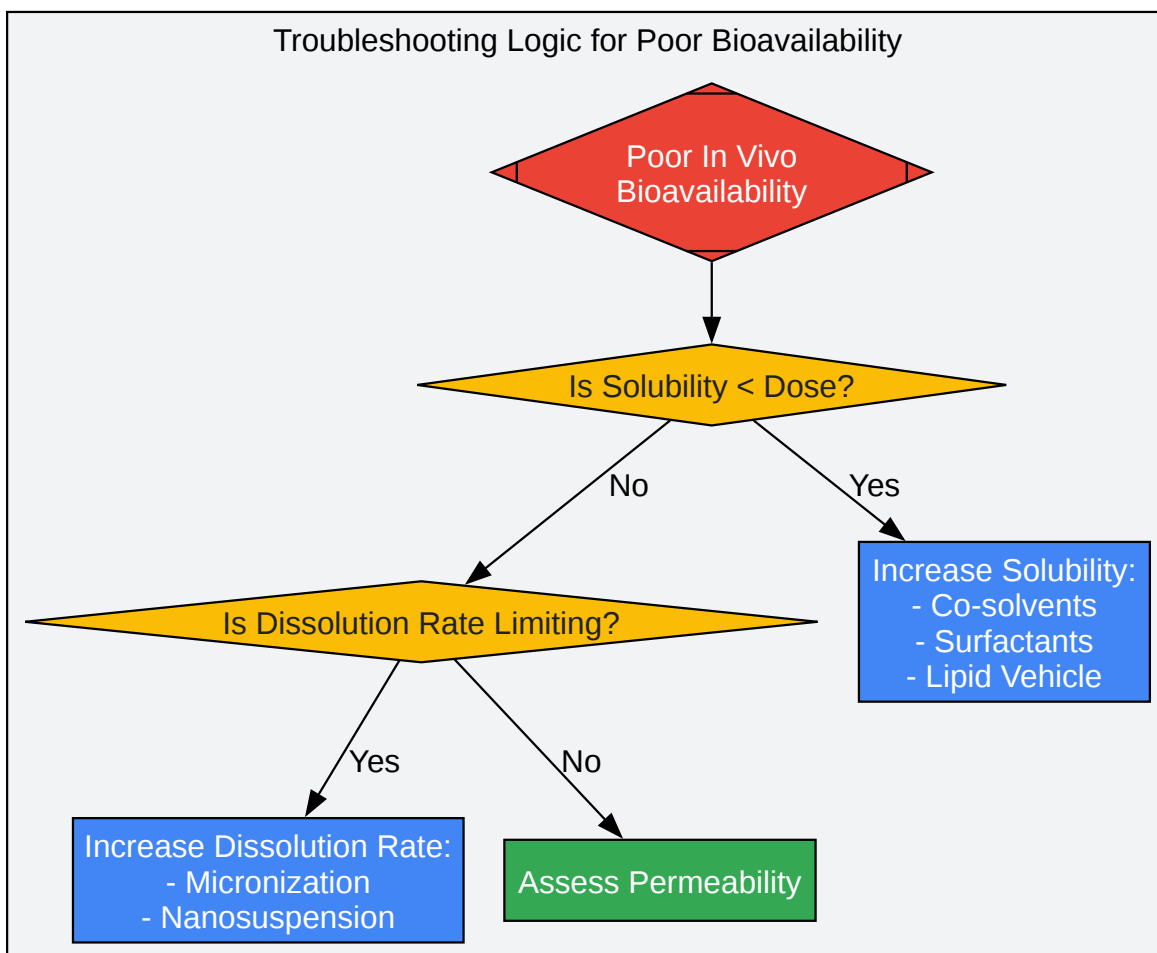 Troubleshooting Logic for Poor Bioavailability
Poor In Vivo
Bioavailability
Is Solubility < Dose?
No
Yes
Increase Solubility:
- Co-solvents
- Surfactants
- Lipid Vehicle
Is Dissolution Rate Limiting?
Yes
No
Increase Dissolution Rate:
- Micronization
- Nanosuspension
Assess Permeability